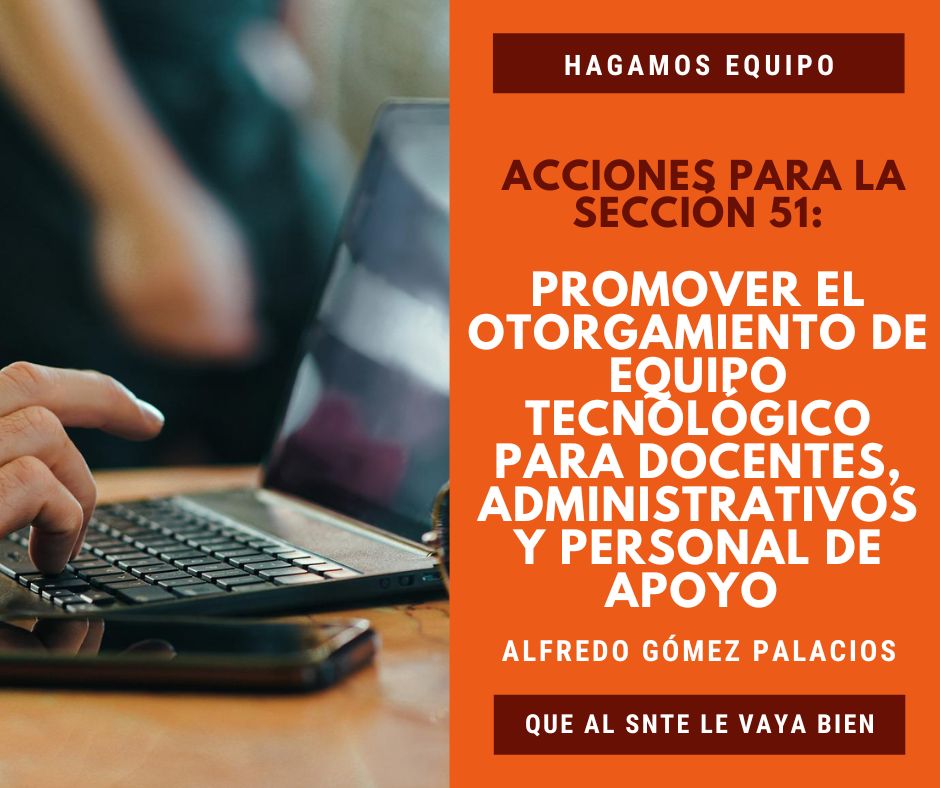 HAGAMOS EQUIPO
ACCIONES PARA LA
SECCIÓN 51:
PROMOVER EL
OTORGAMIENTO DE
EQUIPO
TECNOLÓGICO
PARA DOCENTES,
ADMINISTRATIVOS
Y PERSONAL DE
APOYO
ALFREDO GÓMEZ PALACIOS
QUE AL SNTE LE VAYA BIEN